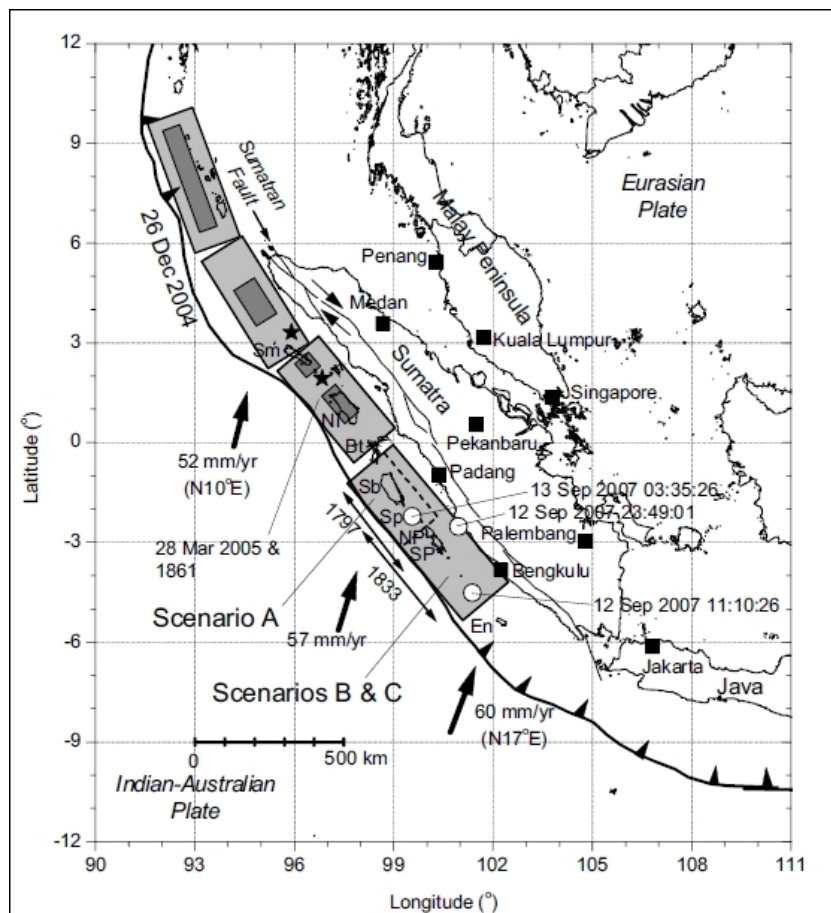 12
9
6
3
0
-3
-6
-9
-12
Latitude (°)
90
93
96
99
102
105
108
111
Longitude (°)
Eurasian
Plate
Sumatran
Fault
26 Dec 2004
Malay Peninsula
Penang
Medan
Kuala Lumpur
Sm
Sumatra
Singapore
NI
Pekanbaru
52 mm/yr
(N10°E)
Bt
Padang
Sb
13 Sep 2007 03:35:26
Sp
12 Sep 2007 23:49:01
1797
NP
Palembang
SP
28 Mar 2005 &
1861
Bengkulu
1833
Scenario A
12 Sep 2007 11:10:26
57 mm/yr
En
Jakarta
Java
Scenarios B & C
60 mm/yr
(N17°E)
0
500 km
Indian-Australian
Plate